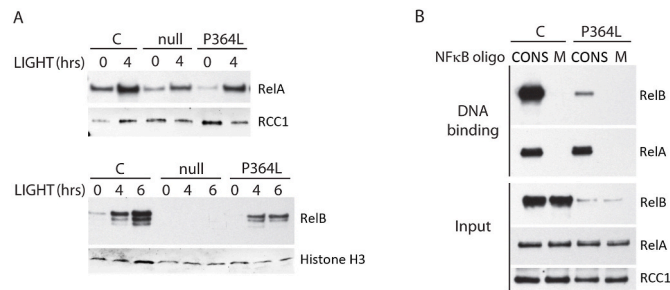 A
C null P364L
LIGHT (hrs) 0 4 0 4 0 4
RelA
RCC1
C null P364L
LIGHT (hrs) 0 4 6 0 4 6 0 4 6
RelB
Histone H3
B
C P364L
NFκB oligo CONS M CONS M
DNA binding
RelB
RelA
Input
RelB
RelA
RCC1